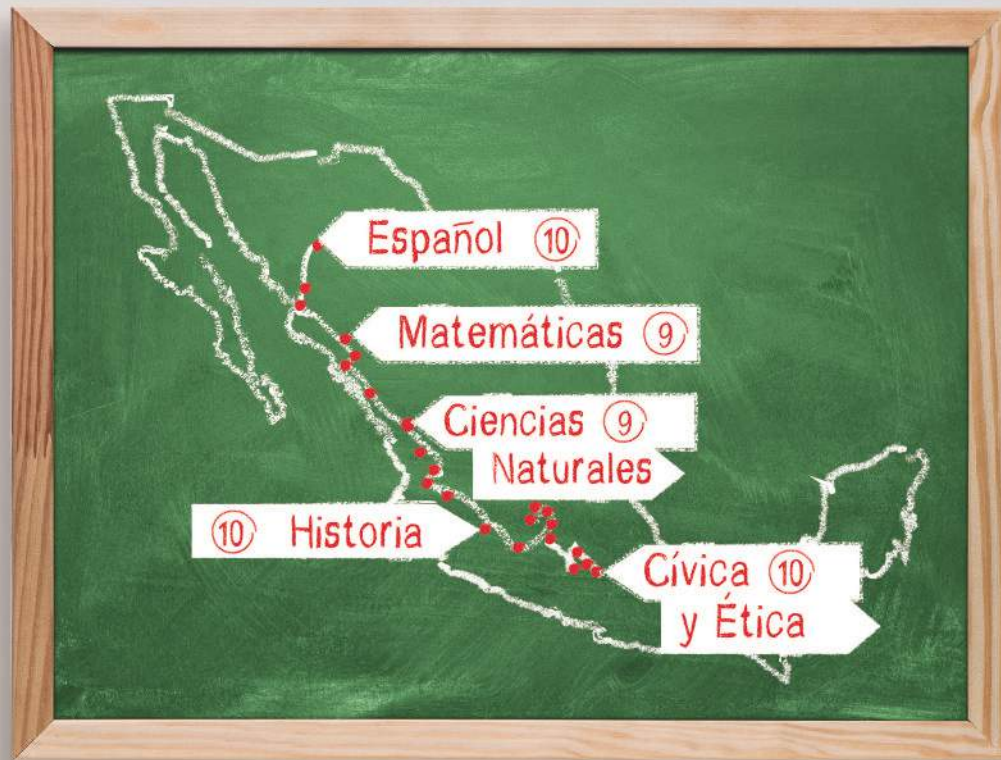 Español 10
Matemáticas 9
Ciencias 9
Naturales
10 Historia
Cívica 10
y Ética